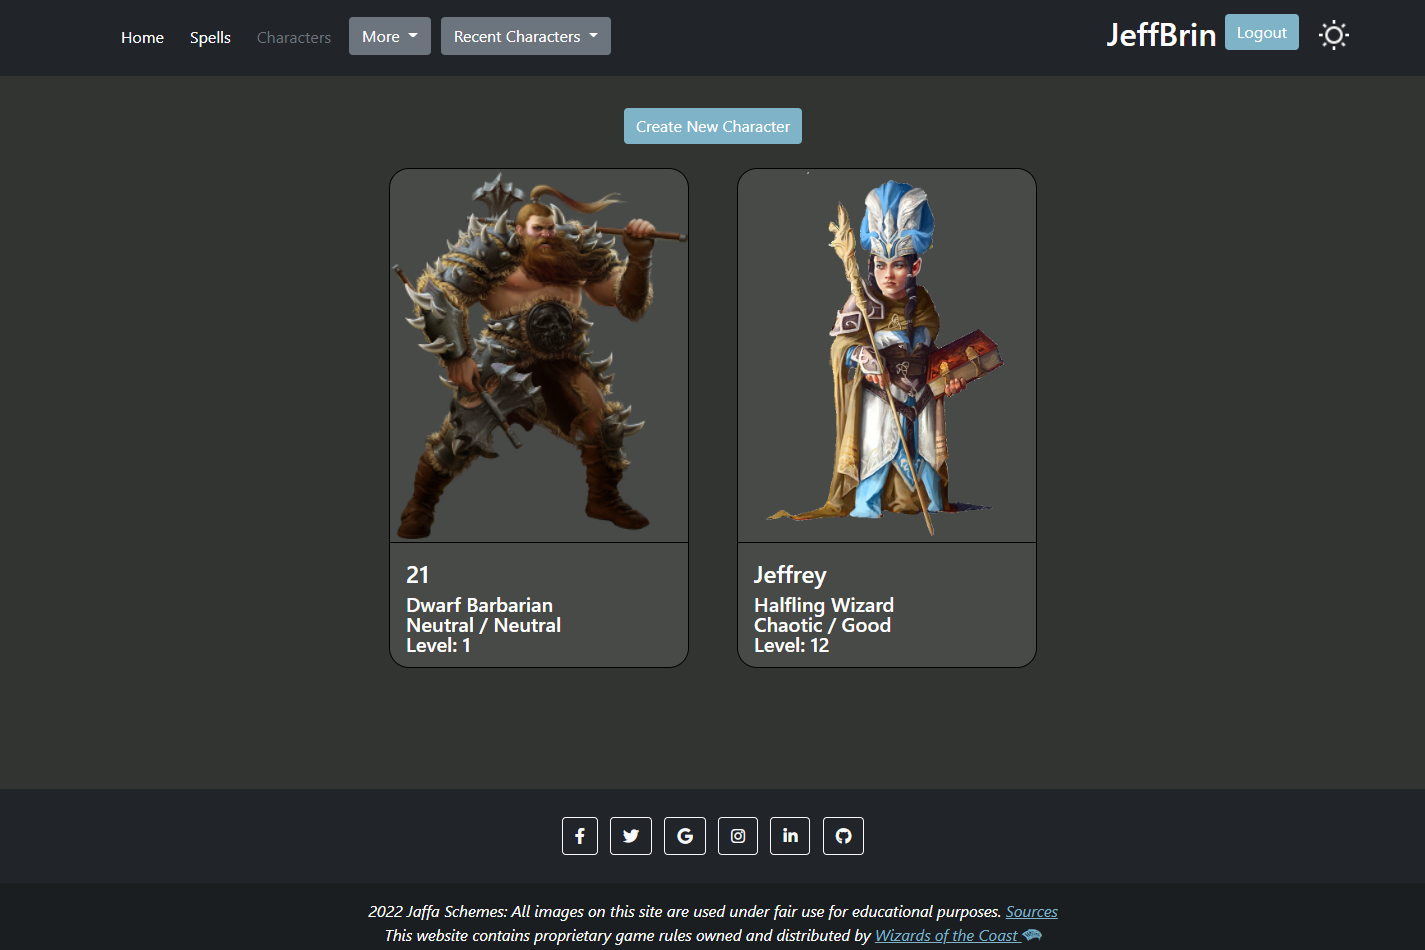 Home Spells Characters More Recent Characters JeffBrin Logout
Create New Character
21
Dwarf Barbarian
Neutral / Neutral
Level: 1
Jeffrey
Halfling Wizard
Chaotic / Good
Level: 12
2022 Jaffa Schemes: All images on this site are used under fair use for educational purposes. Sources
This website contains proprietary game rules owned and distributed by Wizards of the Coast